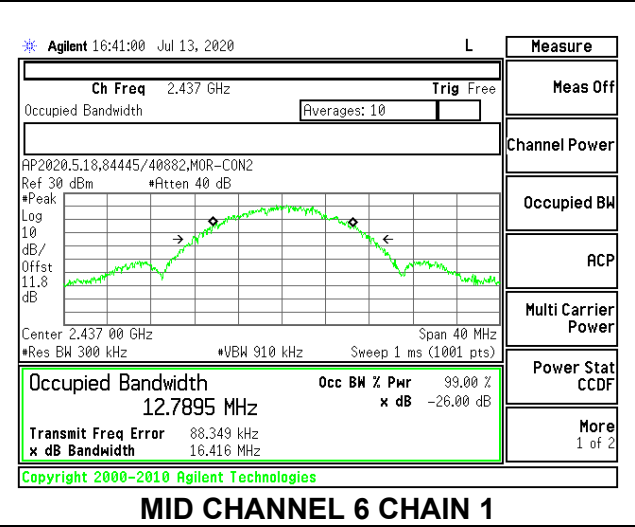 Agilent 16:41:00 Jul 13, 2020 L Measure
Ch Freq 2.437 GHz Trig Free Meas Off
Occupied Bandwidth Averages: 10
Channel Power
AP2020.5.18,84445/40882,MOR-CON2
Ref 30 dBm #Atten 40 dB
#Peak
Log
10
dB/
Offst
11.8
dB
Occupied BW
ACP
Multi Carrier
Power
Center 2.437 00 GHz Span 40 MHz
#Res BW 300 kHz #VBW 910 kHz Sweep 1 ms (1001 pts)
Power Stat
CCDF
Occupied Bandwidth Occ BW % Pwr 99.00 %
12.7895 MHz x dB -26.00 dB
Transmit Freq Error 88.349 kHz
x dB Bandwidth 16.416 MHz
More
1 of 2
Copyright 2000-2010 Agilent Technologies
MID CHANNEL 6 CHAIN 1